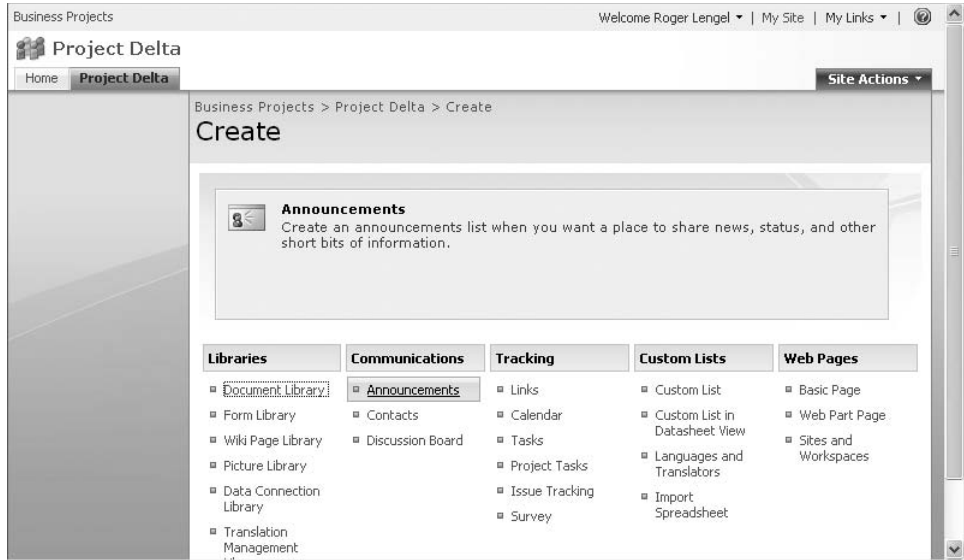 Business Projects
Welcome Roger Lengel | My Site | My Links |
Project Delta
Home Project Delta
Site Actions
Business Projects > Project Delta > Create
Create
Announcements
Create an announcements list when you want a place to share news, status, and other
short bits of information.
Libraries
Document Library
Form Library
Wiki Page Library
Picture Library
Data Connection
Library
Translation
Management
Communications
Announcements
Contacts
Discussion Board
Tracking
Links
Calendar
Tasks
Project Tasks
Issue Tracking
Survey
Custom Lists
Custom List
Custom List in
Datasheet View
Languages and
Translators
Import
Spreadsheet
Web Pages
Basic Page
Web Part Page
Sites and
Workspaces